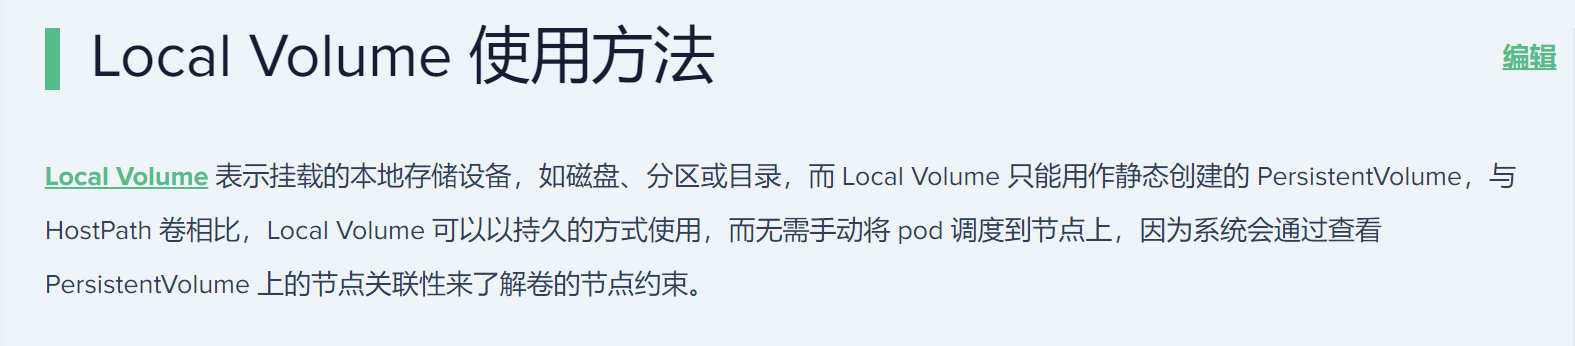 Local Volume 使用方法
编辑
Local Volume 表示挂载的本地存储设备，如磁盘、分区或目录，而 Local Volume 只能用作静态创建的 PersistentVolume，与
HostPath 卷相比，Local Volume 可以以持久的方式使用，而无需手动将 pod 调度到节点上，因为系统会通过查看
PersistentVolume 上的节点关联性来了解卷的节点约束。